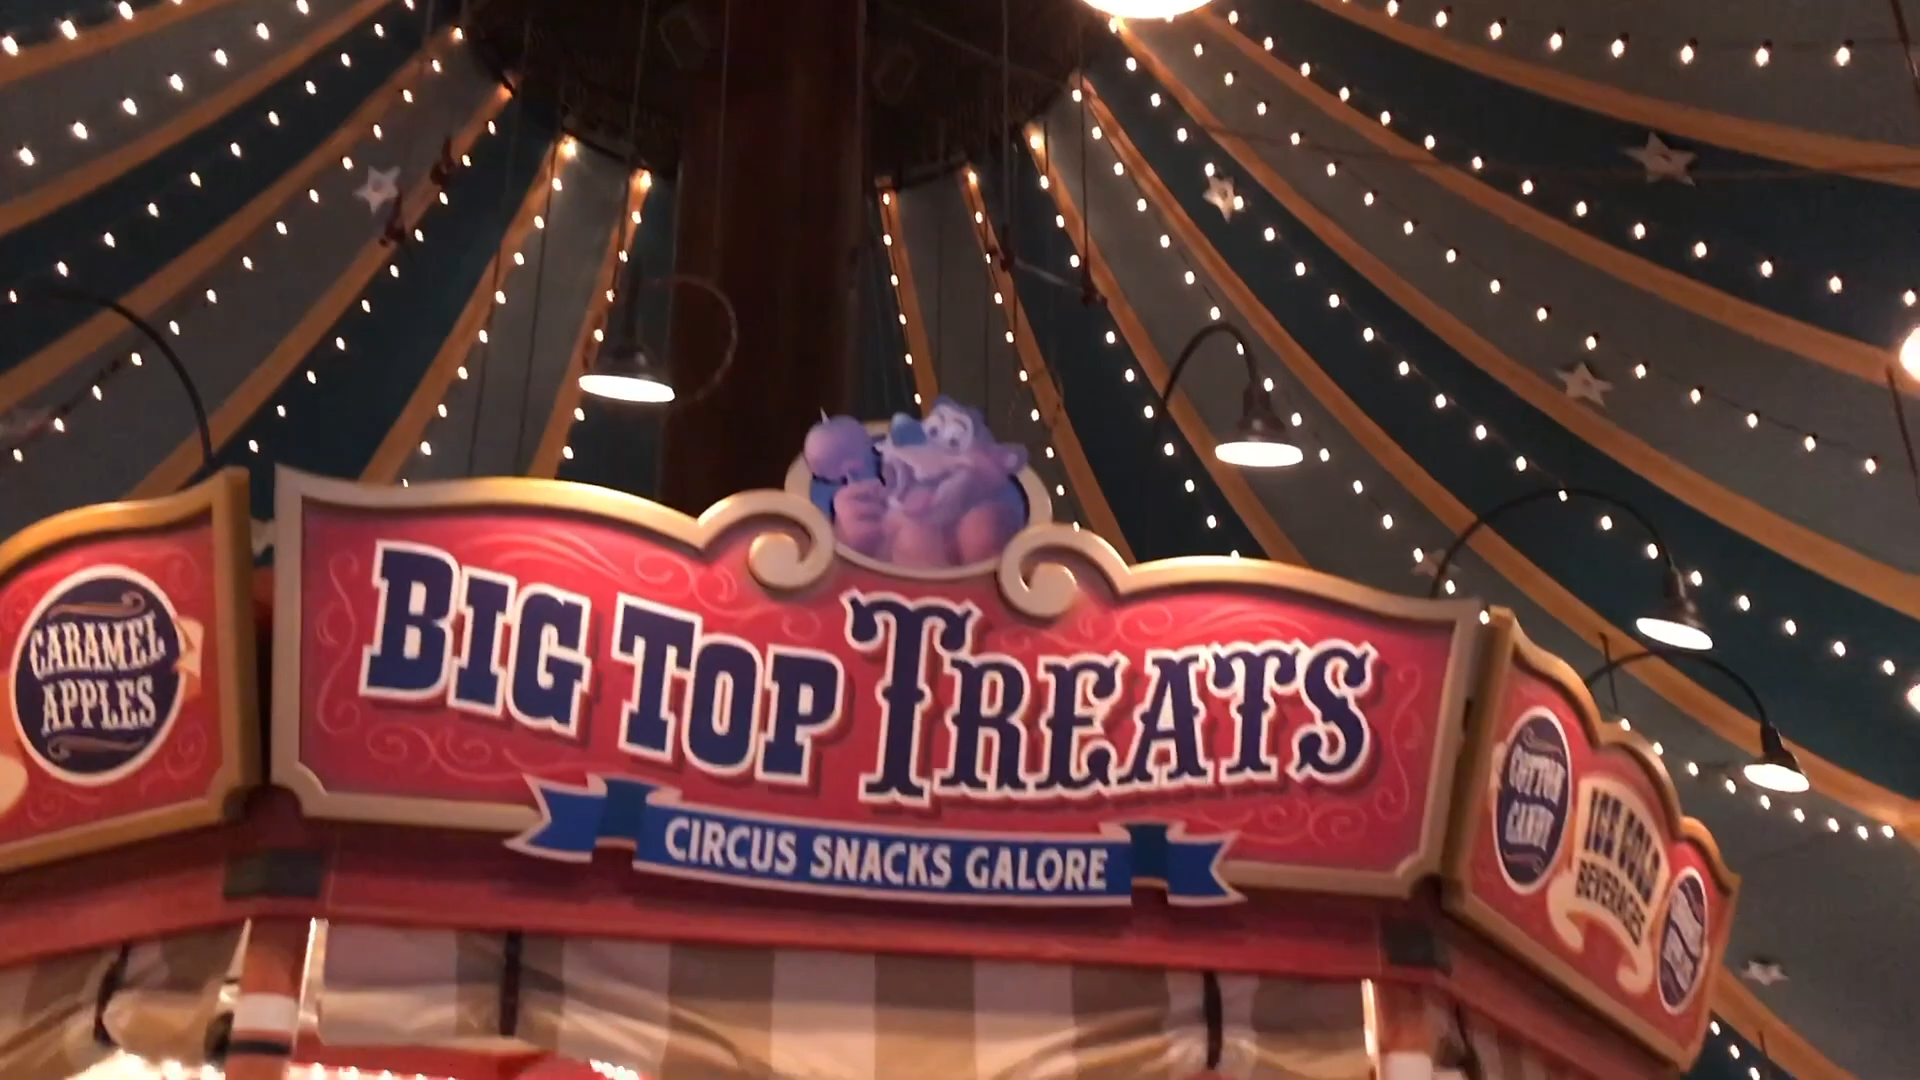 CARAMEL
APPLES
BIG TOP TREATS
CIRCUS SNACKS GALORE
COTTON
CANDY
ICE COLD
BEVERAGES